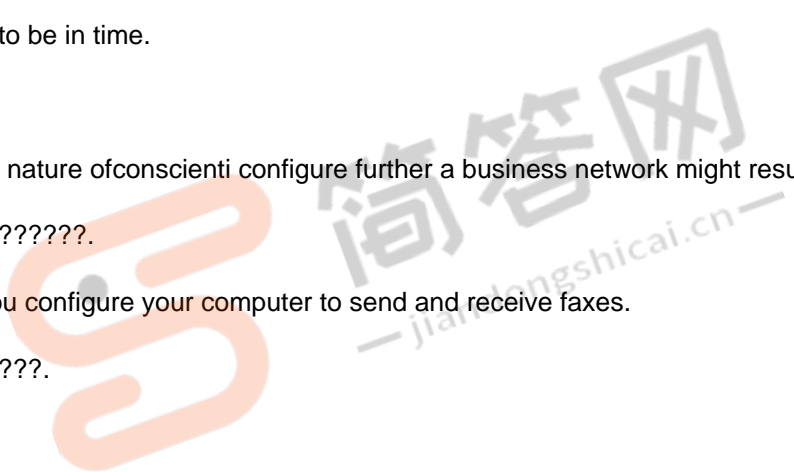 to be in time.
nature ofconscienti configure further a business network might resu
??????.
u configure your computer to send and receive faxes.
???.
简答网
jiandongshicai.cn